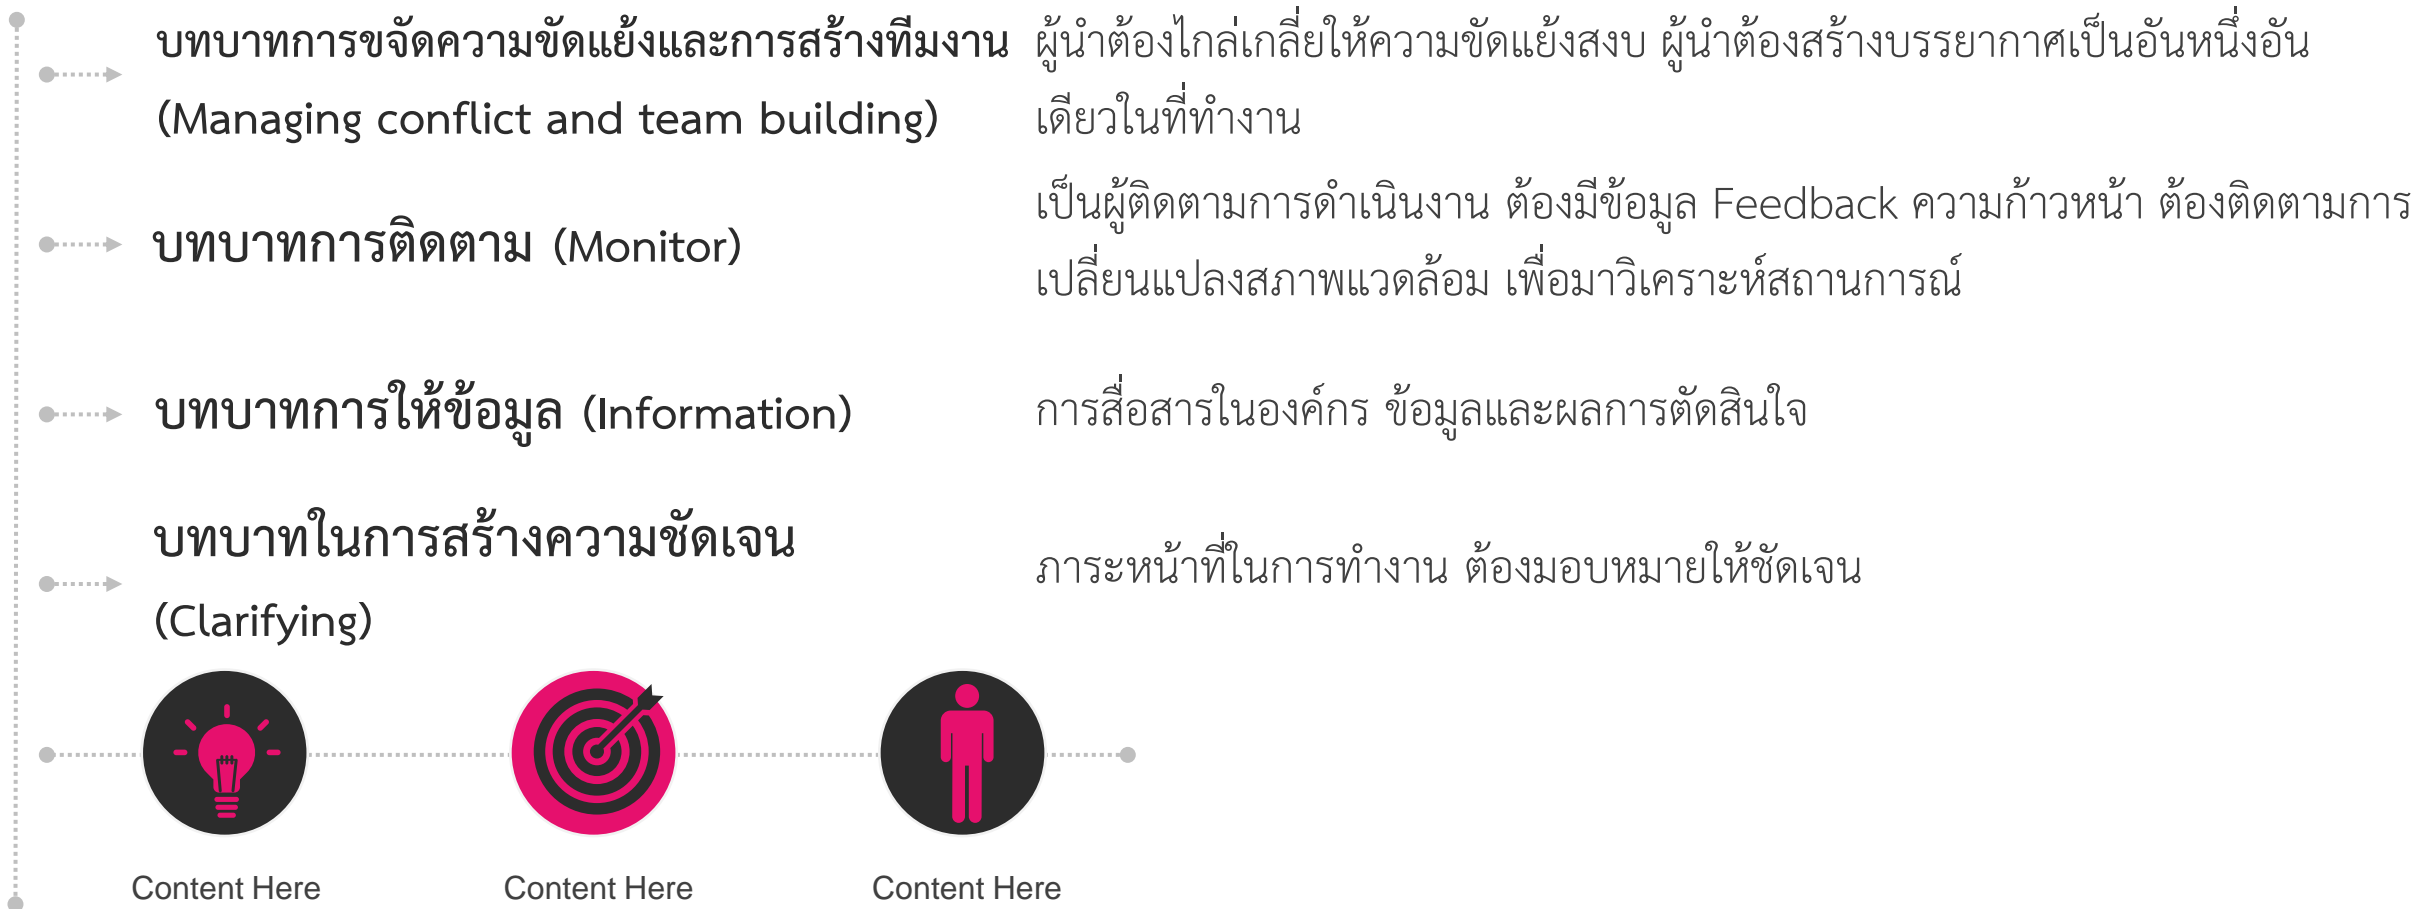 บทบาทการขจัดความขัดแย้งและการสร้างทีมงาน
(Managing conflict and team building)
ผู้นำต้องไกล่เกลี่ยให้ความขัดแย้งสงบ ผู้นำต้องสร้างบรรยากาศเป็นอันหนึ่งอัน
เดียวในที่ทำงาน
บทบาทการติดตาม (Monitor)
เป็นผู้ติดตามการดำเนินงาน ต้องมีข้อมูล Feedback ความก้าวหน้า ต้องติดตามการ
เปลี่ยนแปลงสภาพแวดล้อม เพื่อมาวิเคราะห์สถานการณ์
บทบาทการให้ข้อมูล (Information)
การสื่อสารในองค์กร ข้อมูลและผลการตัดสินใจ
บทบาทในการสร้างความชัดเจน
(Clarifying)
ภาระหน้าที่ในการทำงาน ต้องมอบหมายให้ชัดเจน
Content Here
Content Here
Content Here